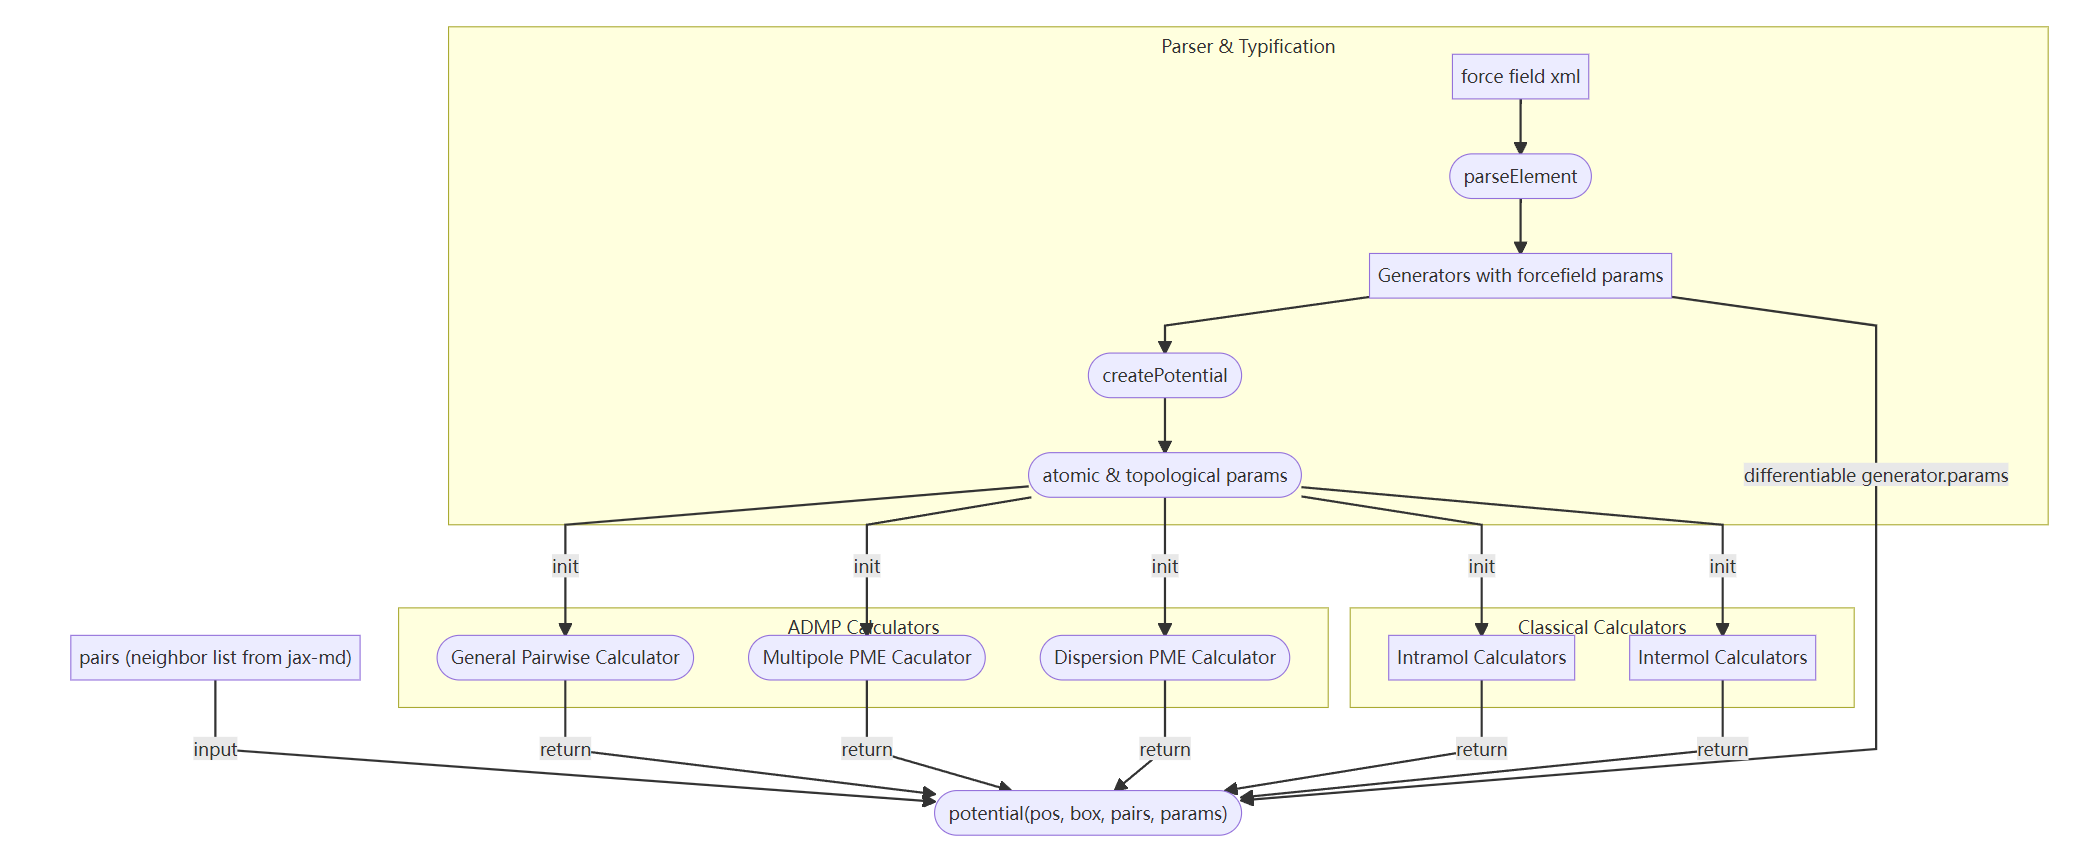 Parser & Typification
force field xml
parseElement
Generators with forcefield params
createPotential
atomic & topological params
differentiable generator.params
init
init
init
init
init
ADMP Calculators
Classical Calculators
pairs (neighbor list from jax-md)
General Pairwise Calculator
Multipole PME Caculator
Dispersion PME Calculator
Intramol Calculators
Intermol Calculators
input
return
return
return
return
return
potential(pos, box, pairs, params)